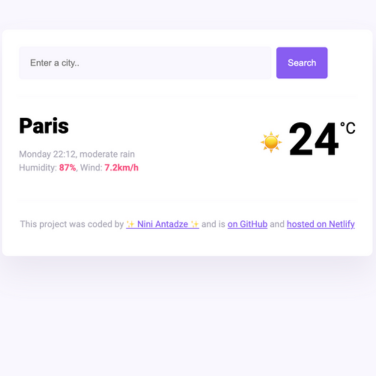 Enter a city..
Search
Paris
24°C
Monday 22:12, moderate rain
Humidity: 87%, Wind: 7.2km/h
This project was coded by ✨ Nini Antadze ✨ and is on GitHub and hosted on Netlify